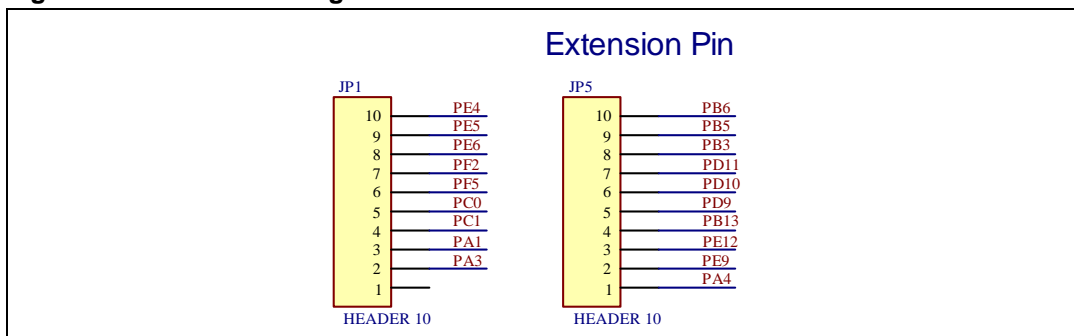 Extension Pin
JP1
10 PE4
9 PE5
8 PE6
7 PF2
6 PF5
5 PC0
4 PC1
3 PA1
2 PA3
1
HEADER 10
JP5
10 PB6
9 PB5
8 PB3
7 PD11
6 PD10
5 PD9
4 PB13
3 PE12
2 PE9
1 PA4
HEADER 10